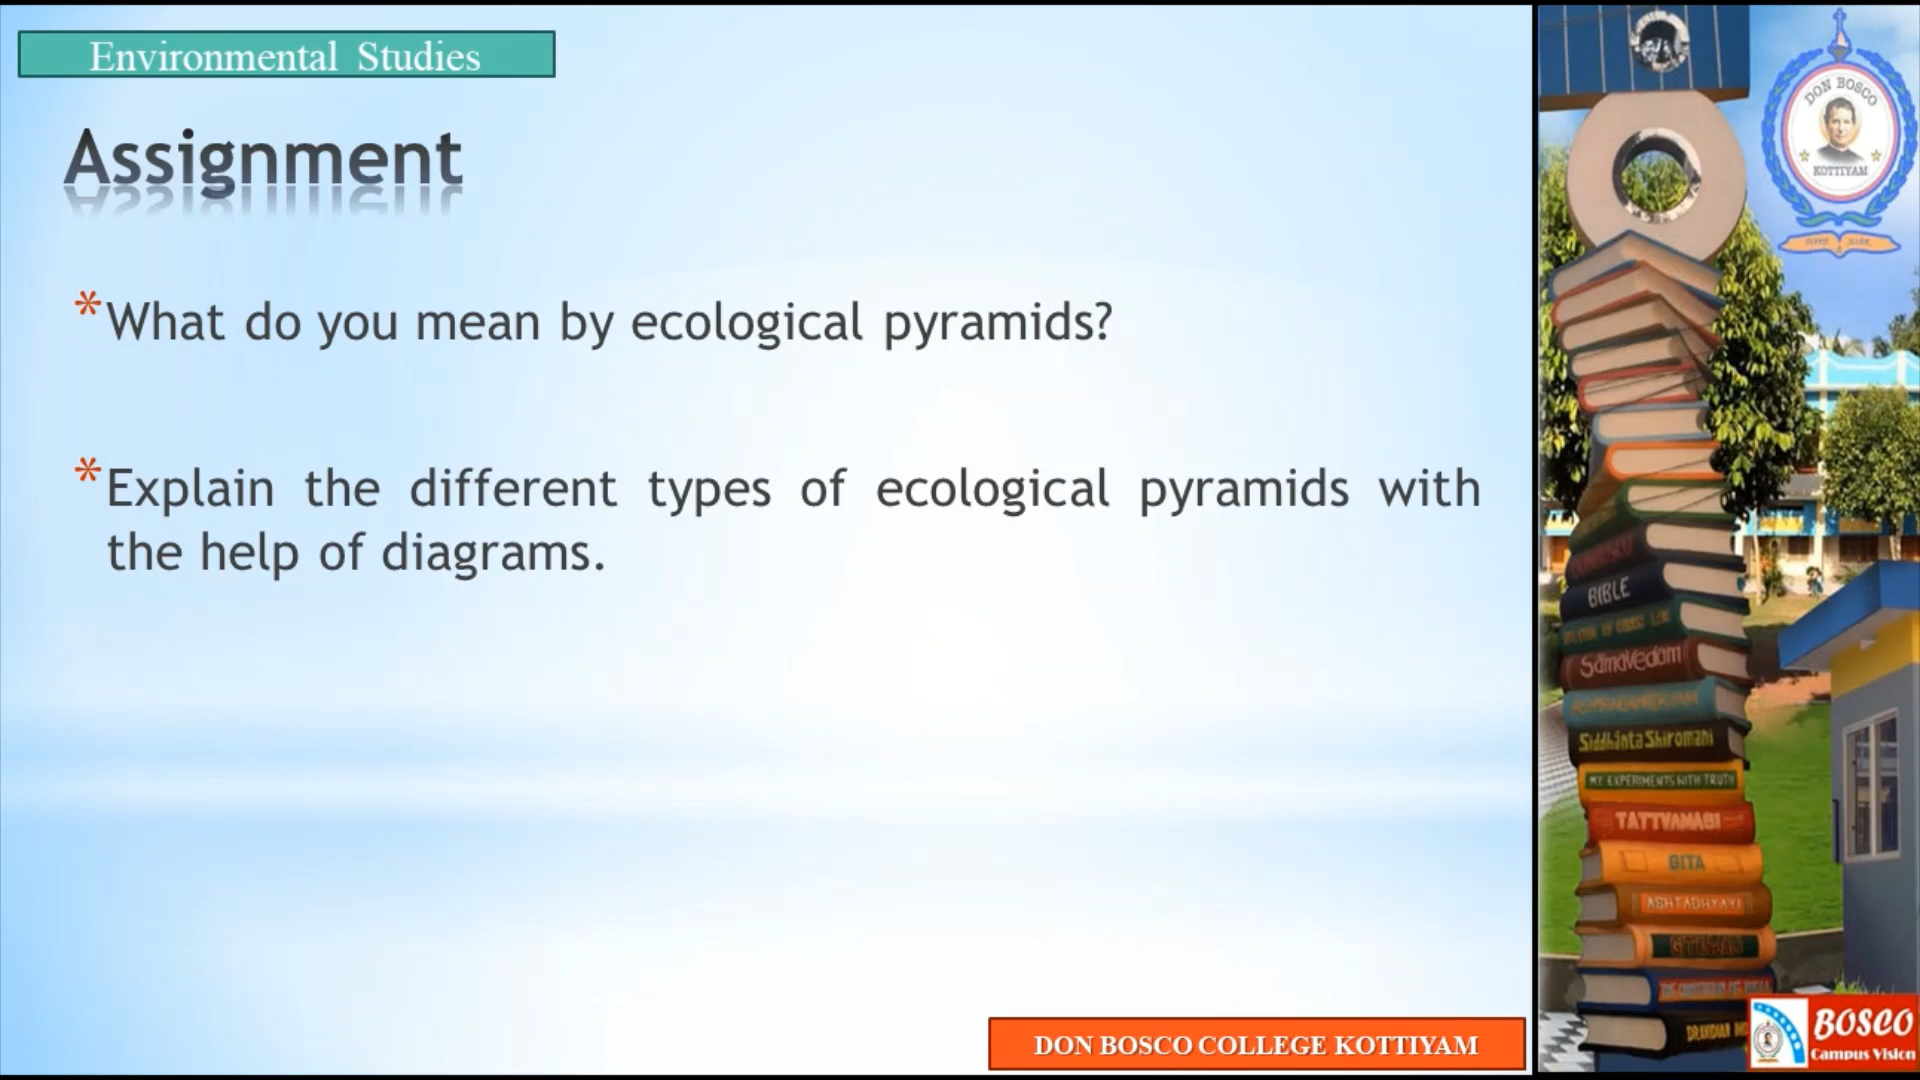 Environmental Studies
Assignment
*What do you mean by ecological pyramids?
*Explain the different types of ecological pyramids with
the help of diagrams.
DON BOSCO COLLEGE KOTTIYAM
DON BOSCO
KOTTIYAM
BIBLE
SamaVedam
Siddhānta Shiromani
MY EXPERIMENTS WITH TRUTH
TATTVAMASI
GITA
ASHTADHYAYI
BOSCO
Campus Vision